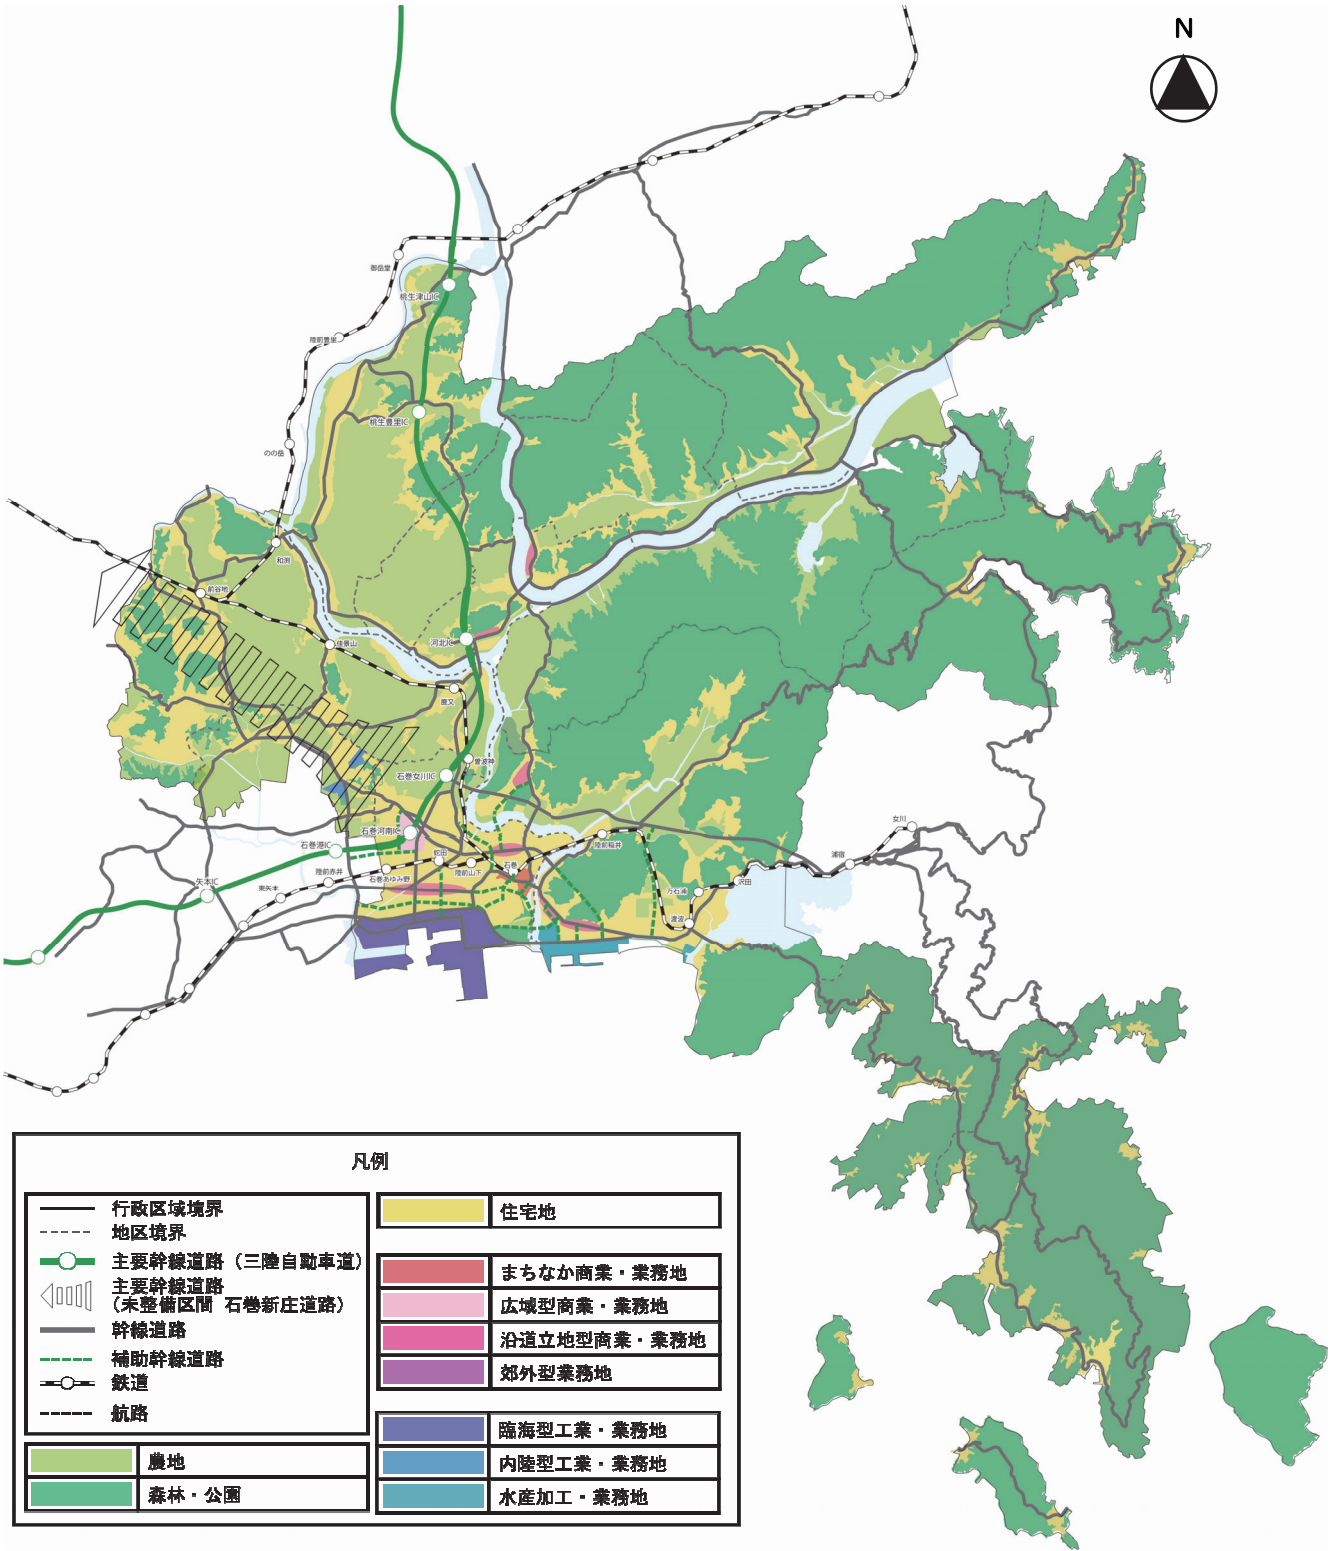 N
御岳堂
桃生津山IC
陸前豊里
桃生豊里IC
のの岳
和渕
前谷地
佳景山
河北IC
鹿又
曽波神
石巻女川IC
石巻河南IC
石巻港IC
蛇田
石巻
陸前稲井
女川
浦宿
矢本IC
東矢本
陸前赤井
石巻あゆみ野
陸前山下
万石浦
沢田
渡波
凡例
行政区域境界
地区境界
主要幹線道路(三陸自動車道)
主要幹線道路
(未整備区間 石巻新庄道路)
幹線道路
補助幹線道路
鉄道
航路
農地
森林・公園
住宅地
まちなか商業・業務地
広域型商業・業務地
沿道立地型商業・業務地
郊外型業務地
臨海型工業・業務地
内陸型工業・業務地
水産加工・業務地